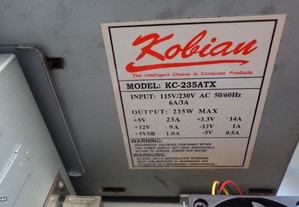 Kobian
The Intelligent Choice in Computer Products
MODEL: KC-235ATX
INPUT: 115V/230V AC 50/60Hz
6A/3A
OUTPUT: 235W MAX
+5V 23A +3.3V 14A
+12V 9A -12V 1A
+5VSB 1.0A -5V 0.5A
WARNING:
WARNING: